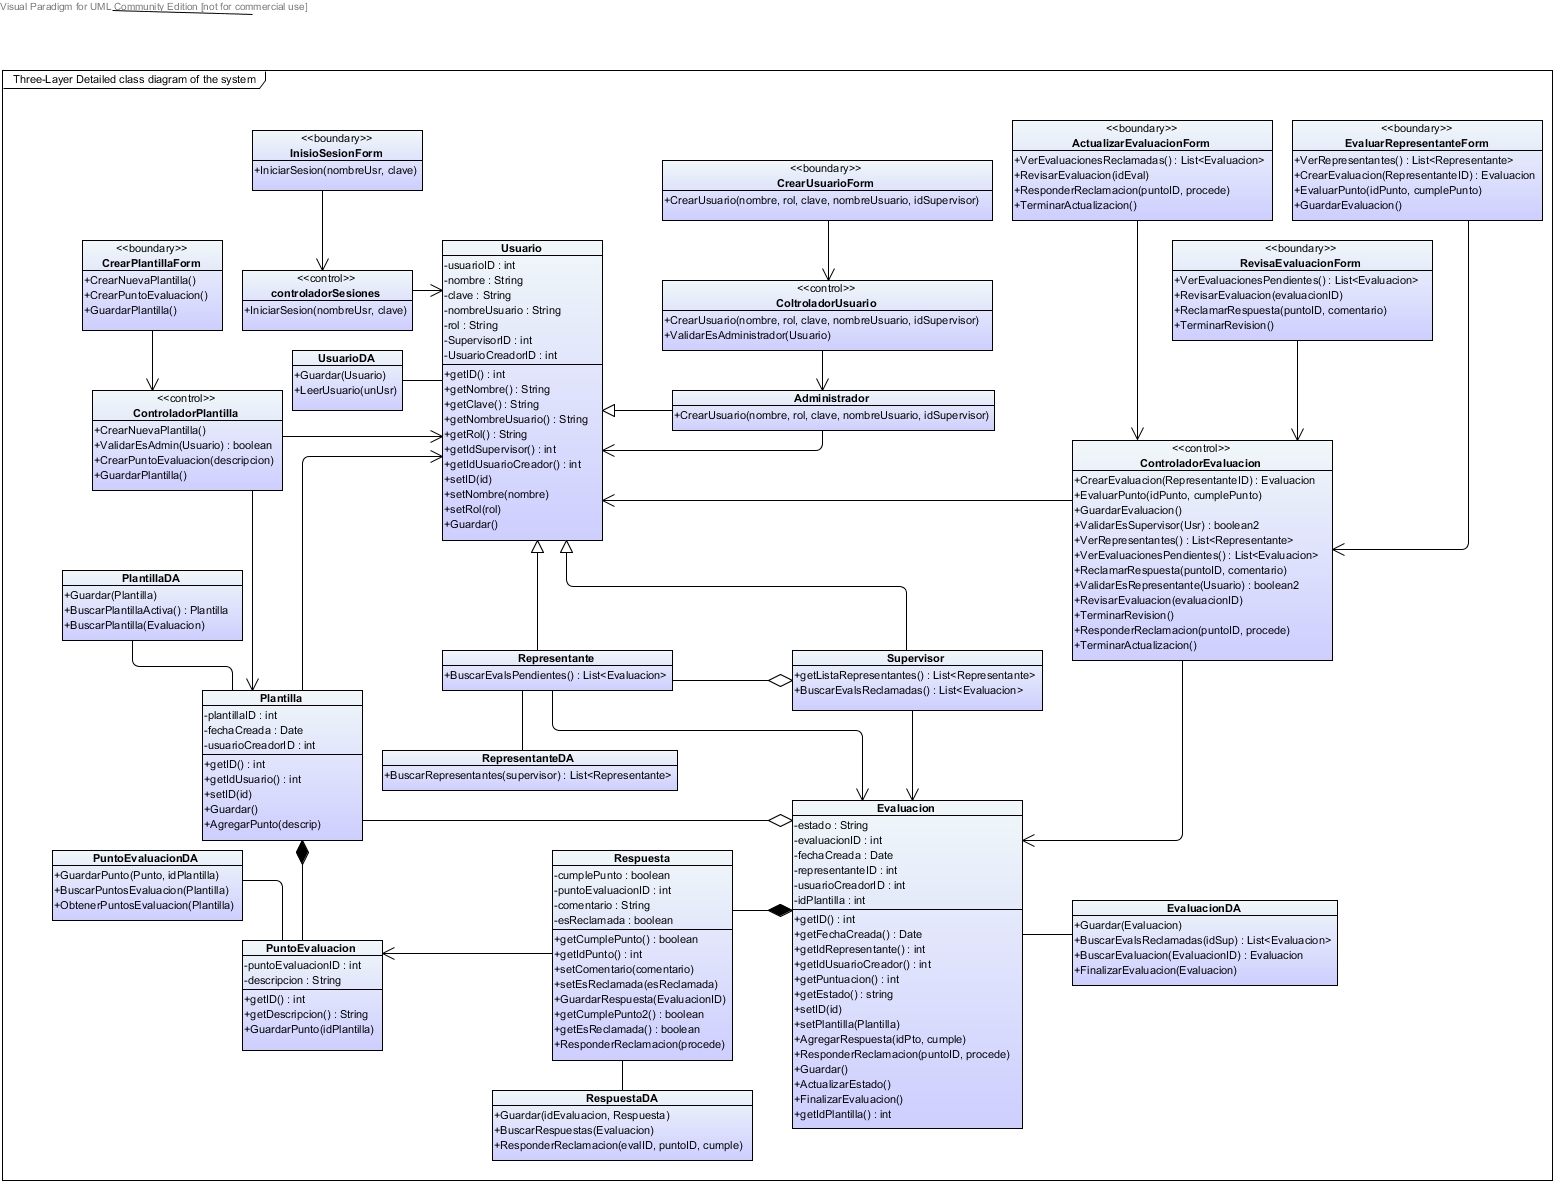 Visual Paradigm for UML Community Edition [not for commercial use]
Three-Layer Detailed class diagram of the system
<<boundary>>
InisioSesionForm
+IniciarSesion(nombreUsr, clave)
<<boundary>>
CrearUsuarioForm
+CrearUsuario(nombre, rol, clave, nombreUsuario, idSupervisor)
<<boundary>>
ActualizarEvaluacionForm
+VerEvaluacionesReclamadas() : List<Evaluacion>
+RevisarEvaluacion(idEval)
+ResponderReclamacion(puntoID, procede)
+TerminarActualizacion()
<<boundary>>
EvaluarRepresentanteForm
+VerRepresentantes() : List<Representante>
+CrearEvaluacion(RepresentanteID) : Evaluacion
+EvaluarPunto(idPunto, cumplePunto)
+GuardarEvaluacion()
<<boundary>>
CrearPlantillaForm
+CrearNuevaPlantilla()
+CrearPuntoEvaluacion()
+GuardarPlantilla()
<<control>>
controladorSesiones
+IniciarSesion(nombreUsr, clave)
Usuario
-usuarioID : int
-nombre : String
-clave : String
-nombreUsuario : String
-rol : String
-SupervisorID : int
-UsuarioCreadorID : int
+getID() : int
+getNombre() : String
+getClave() : String
+getNombreUsuario() : String
+getRol() : String
+getIdSupervisor() : int
+getIdUsuarioCreador() : int
+setID(id)
+setNombre(nombre)
+setRol(rol)
+Guardar()
<<control>>
ColtroladorUsuario
+CrearUsuario(nombre, rol, clave, nombreUsuario, idSupervisor)
+ValidarEsAdministrador(Usuario)
<<boundary>>
RevisaEvaluacionForm
+VerEvaluacionesPendientes() : List<Evaluacion>
+RevisarEvaluacion(evaluacionID)
+ReclamarRespuesta(puntoID, comentario)
+TerminarRevision()
UsuarioDA
+Guardar(Usuario)
+LeerUsuario(unUsr)
<<control>>
ControladorPlantilla
+CrearNuevaPlantilla()
+ValidarEsAdmin(Usuario) : boolean
+CrearPuntoEvaluacion(descripcion)
+GuardarPlantilla()
Administrador
+CrearUsuario(nombre, rol, clave, nombreUsuario, idSupervisor)
<<control>>
ControladorEvaluacion
+CrearEvaluacion(RepresentanteID) : Evaluacion
+EvaluarPunto(idPunto, cumplePunto)
+GuardarEvaluacion()
+ValidarEsSupervisor(Usr) : boolean2
+VerRepresentantes() : List<Representante>
+VerEvaluacionesPendientes() : List<Evaluacion>
+ReclamarRespuesta(puntoID, comentario)
+ValidarEsRepresentante(Usuario) : boolean2
+RevisarEvaluacion(evaluacionID)
+TerminarRevision()
+ResponderReclamacion(puntoID, procede)
+TerminarActualizacion()
PlantillaDA
+Guardar(Plantilla)
+BuscarPlantillaActiva() : Plantilla
+BuscarPlantilla(Evaluacion)
Representante
+BuscarEvalsPendientes() : List<Evaluacion>
Supervisor
+getListaRepresentantes() : List<Representante>
+BuscarEvalsReclamadas() : List<Evaluacion>
Plantilla
-plantillaID : int
-fechaCreada : Date
-usuarioCreadorID : int
+getID() : int
+getIdUsuario() : int
+setID(id)
+Guardar()
+AgregarPunto(descrip)
RepresentanteDA
+BuscarRepresentantes(supervisor) : List<Representante>
Evaluacion
-estado : String
-evaluacionID : int
-fechaCreada : Date
-representanteID : int
-usuarioCreadorID : int
-idPlantilla : int
+getID() : int
+getFechaCreada() : Date
+getIdRepresentante() : int
+getIdUsuarioCreador() : int
+getPuntuacion() : int
+getEstado() : string
+setID(id)
+setPlantilla(Plantilla)
+AgregarRespuesta(idPto, cumple)
+ResponderReclamacion(puntoID, procede)
+Guardar()
+ActualizarEstado()
+FinalizarEvaluacion()
+getIdPlantilla() : int
PuntoEvaluacionDA
+GuardarPunto(Punto, idPlantilla)
+BuscarPuntosEvaluacion(Plantilla)
+ObtenerPuntosEvaluacion(Plantilla)
Respuesta
-cumplePunto : boolean
-puntoEvaluacionID : int
-comentario : String
-esReclamada : boolean
+getCumplePunto() : boolean
+getIdPunto() : int
+setComentario(comentario)
+setEsReclamada(esReclamada)
+GuardarRespuesta(EvaluacionID)
+getCumplePunto2() : boolean
+getEsReclamada() : boolean
+ResponderReclamacion(procede)
EvaluacionDA
+Guardar(Evaluacion)
+BuscarEvalsReclamadas(idSup) : List<Evaluacion>
+BuscarEvaluacion(EvaluacionID) : Evaluacion
+FinalizarEvaluacion(Evaluacion)
PuntoEvaluacion
-puntoEvaluacionID : int
-descripcion : String
+getID() : int
+getDescripcion() : String
+GuardarPunto(idPlantilla)
RespuestaDA
+Guardar(idEvaluacion, Respuesta)
+BuscarRespuestas(Evaluacion)
+ResponderReclamacion(evalID, puntoID, cumple)